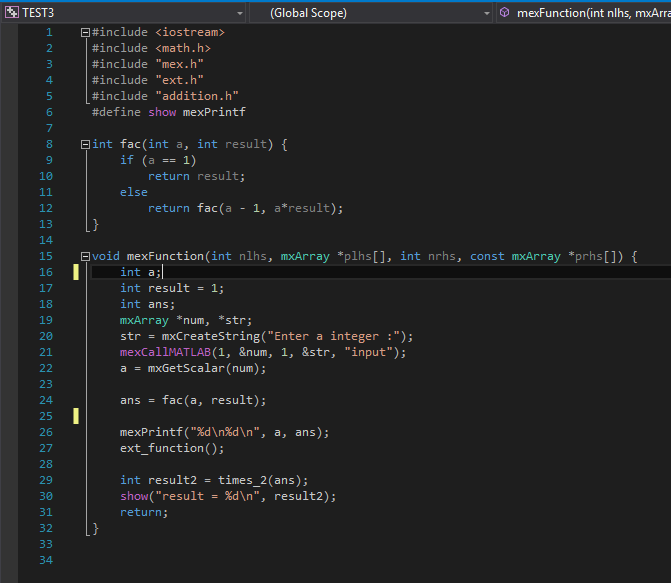 TEST3 (Global Scope) mexFunction(int nlhs, mxArra
1 #include <iostream>
2 #include <math.h>
3 #include "mex.h"
4 #include "ext.h"
5 #include "addition.h"
6 #define show mexPrintf
7
8 int fac(int a, int result) {
9 if (a == 1)
10 return result;
11 else
12 return fac(a - 1, a*result);
13 }
14
15 void mexFunction(int nlhs, mxArray *plhs[], int nrhs, const mxArray *prhs[]) {
16 int a;
17 int result = 1;
18 int ans;
19 mxArray *num, *str;
20 str = mxCreateString("Enter a integer :");
21 mexCallMATLAB(1, &num, 1, &str, "input");
22 a = mxGetScalar(num);
23
24 ans = fac(a, result);
25
26 mexPrintf("%d\n%d\n", a, ans);
27 ext_function();
28
29 int result2 = times_2(ans);
30 show("result = %d\n", result2);
31 return;
32 }
33
34